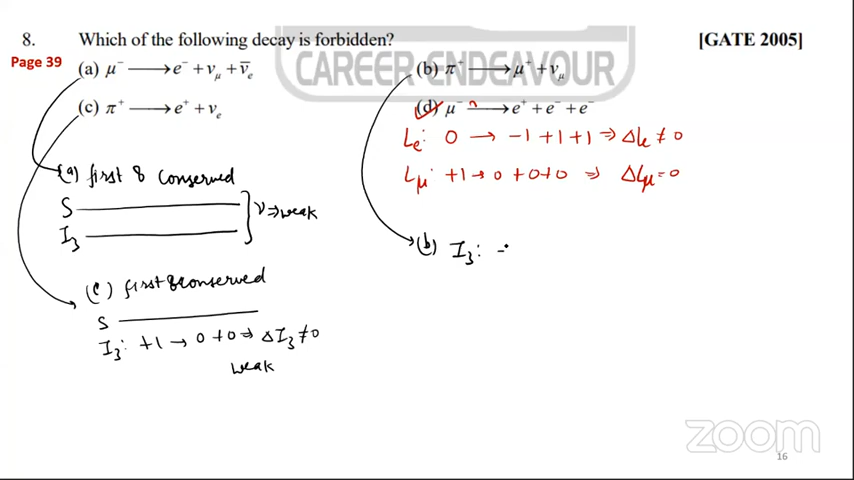 8. Which of the following decay is forbidden? [GATE 2005]
Page 39
CAREER ENDEAVOUR
(a) μ⁻ ⟶ e⁻ + ν_μ + ν̄_e (b) π⁺ ⟶ μ⁺ + ν_μ
(c) π⁺ ⟶ e⁺ + ν_e (d) μ⁻ ⟶ e⁺ + e⁻ + e⁻
L_e: 0 → -1 +1 +1 ⇒ ΔL_e ≠ 0
L_μ: +1 → 0 + 0 + 0 ⇒ ΔL_μ = 0
(a) first 8 conserved
S
I₃
ν ⇒ weak
(b) I₃: -
(c) first 8 conserved
S
I₃: +1 → 0 + 0 ⇒ ΔI₃ ≠ 0
weak
zoom
16